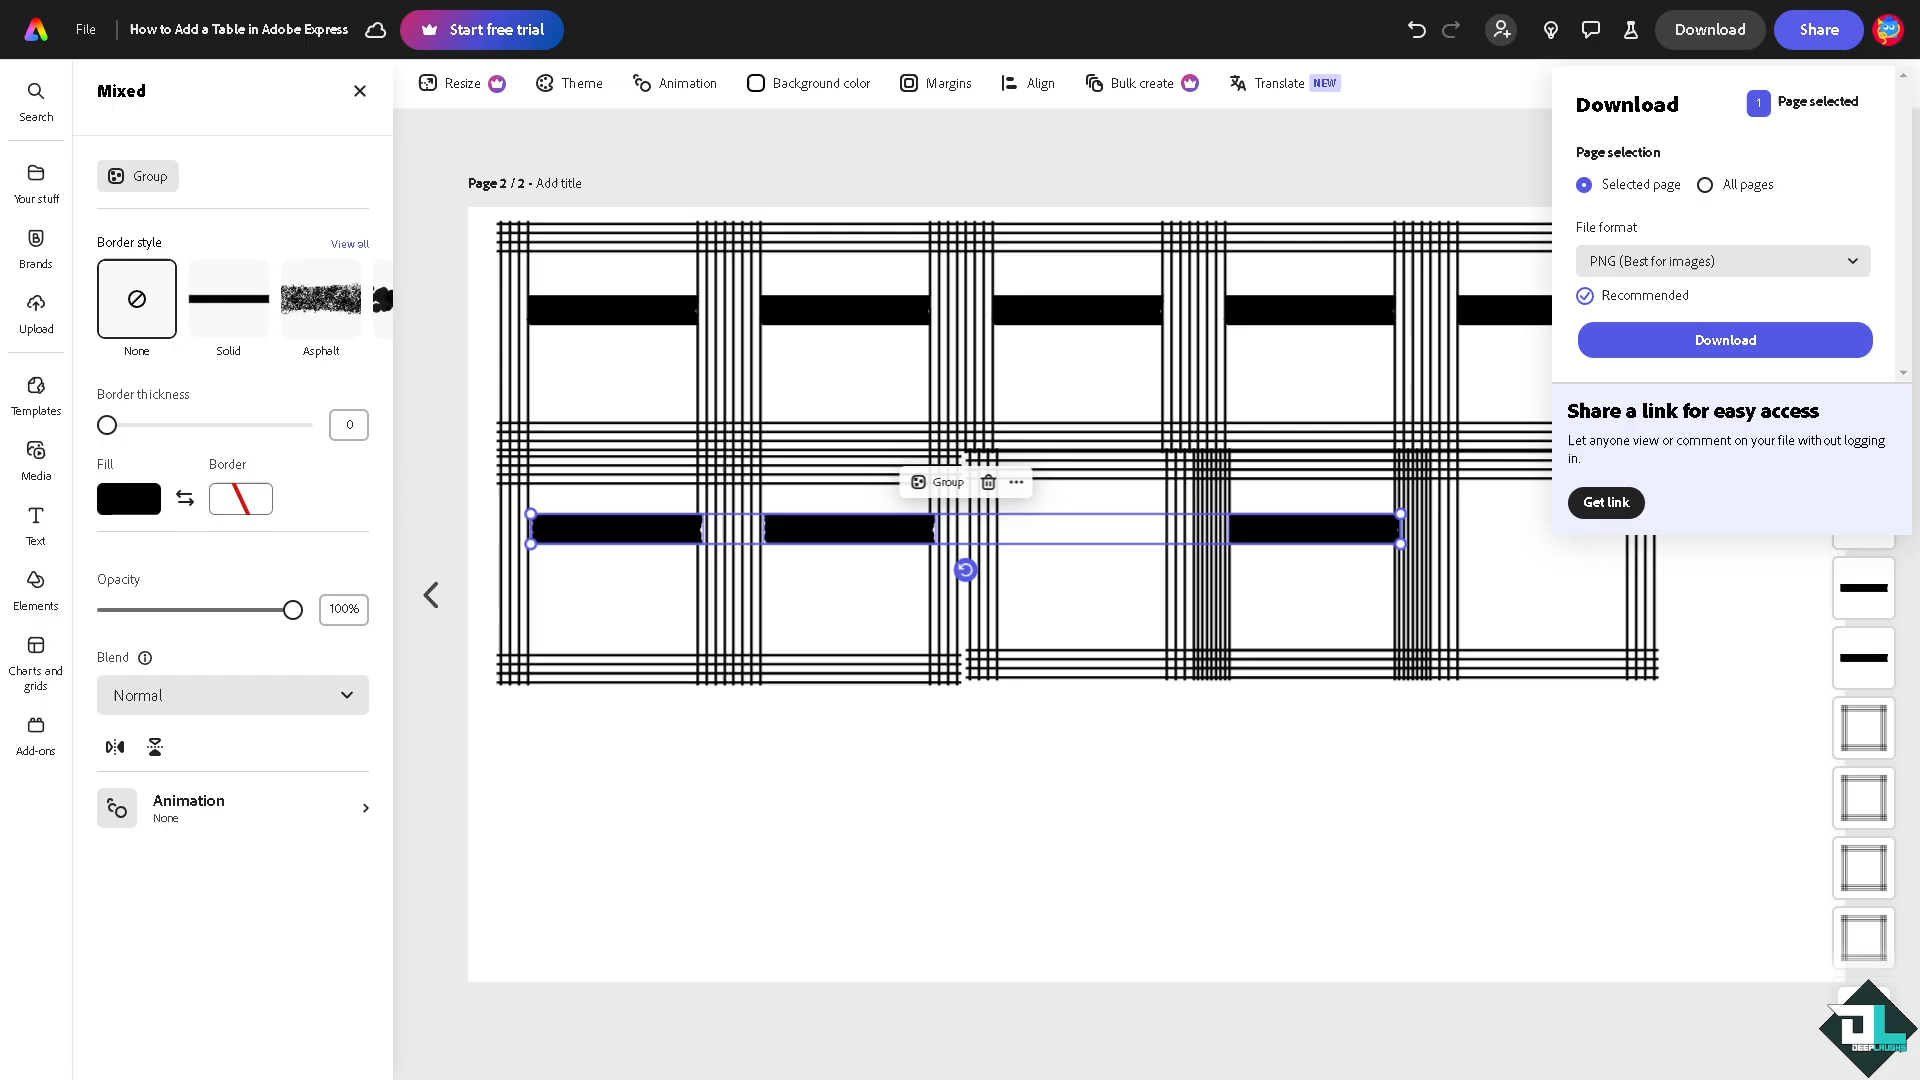 File
How to Add a Table in Adobe Express
Start free trial
Download
Share
Search
Your stuff
Brands
Upload
Templates
Media
Text
Elements
Charts and
grids
Add-ons
Mixed
Group
Border style
View all
None
Solid
Asphalt
Border thickness
0
Fill
Border
Opacity
100%
Blend
Normal
Animation
None
Resize
Theme
Animation
Background color
Margins
Align
Bulk create
Translate NEW
Page 2 / 2 - Add title
Group
Download
1 Page selected
Page selection
Selected page
All pages
File format
PNG (Best for images)
Recommended
Download
Share a link for easy access
Let anyone view or comment on your file without logging
in.
Get link
DEEPLAUGHS